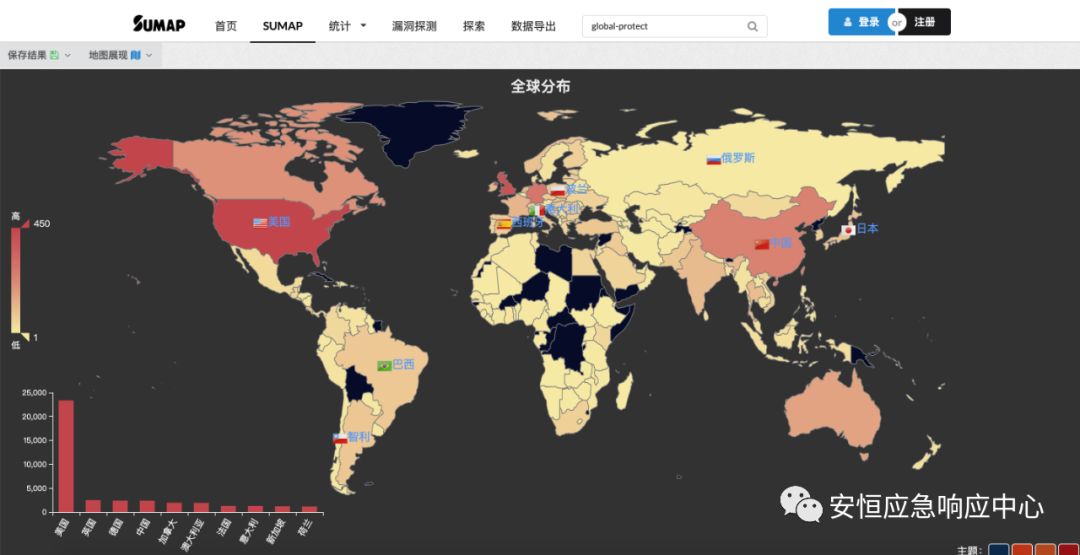 SUMAP 首页 SUMAP 统计 漏洞探测 探索 数据导出 global-protect 登录 or 注册
保存结果 地图展现
全球分布
俄罗斯
波兰
意大利
西班牙
美国
日本
中国
高
450
1
低
巴西
智利
25,000
20,000
15,000
10,000
5,000
0
美国 英国 德国 中国 加拿大 澳大利亚 法国 意大利 新加坡 荷兰
安恒应急响应中心
主题: